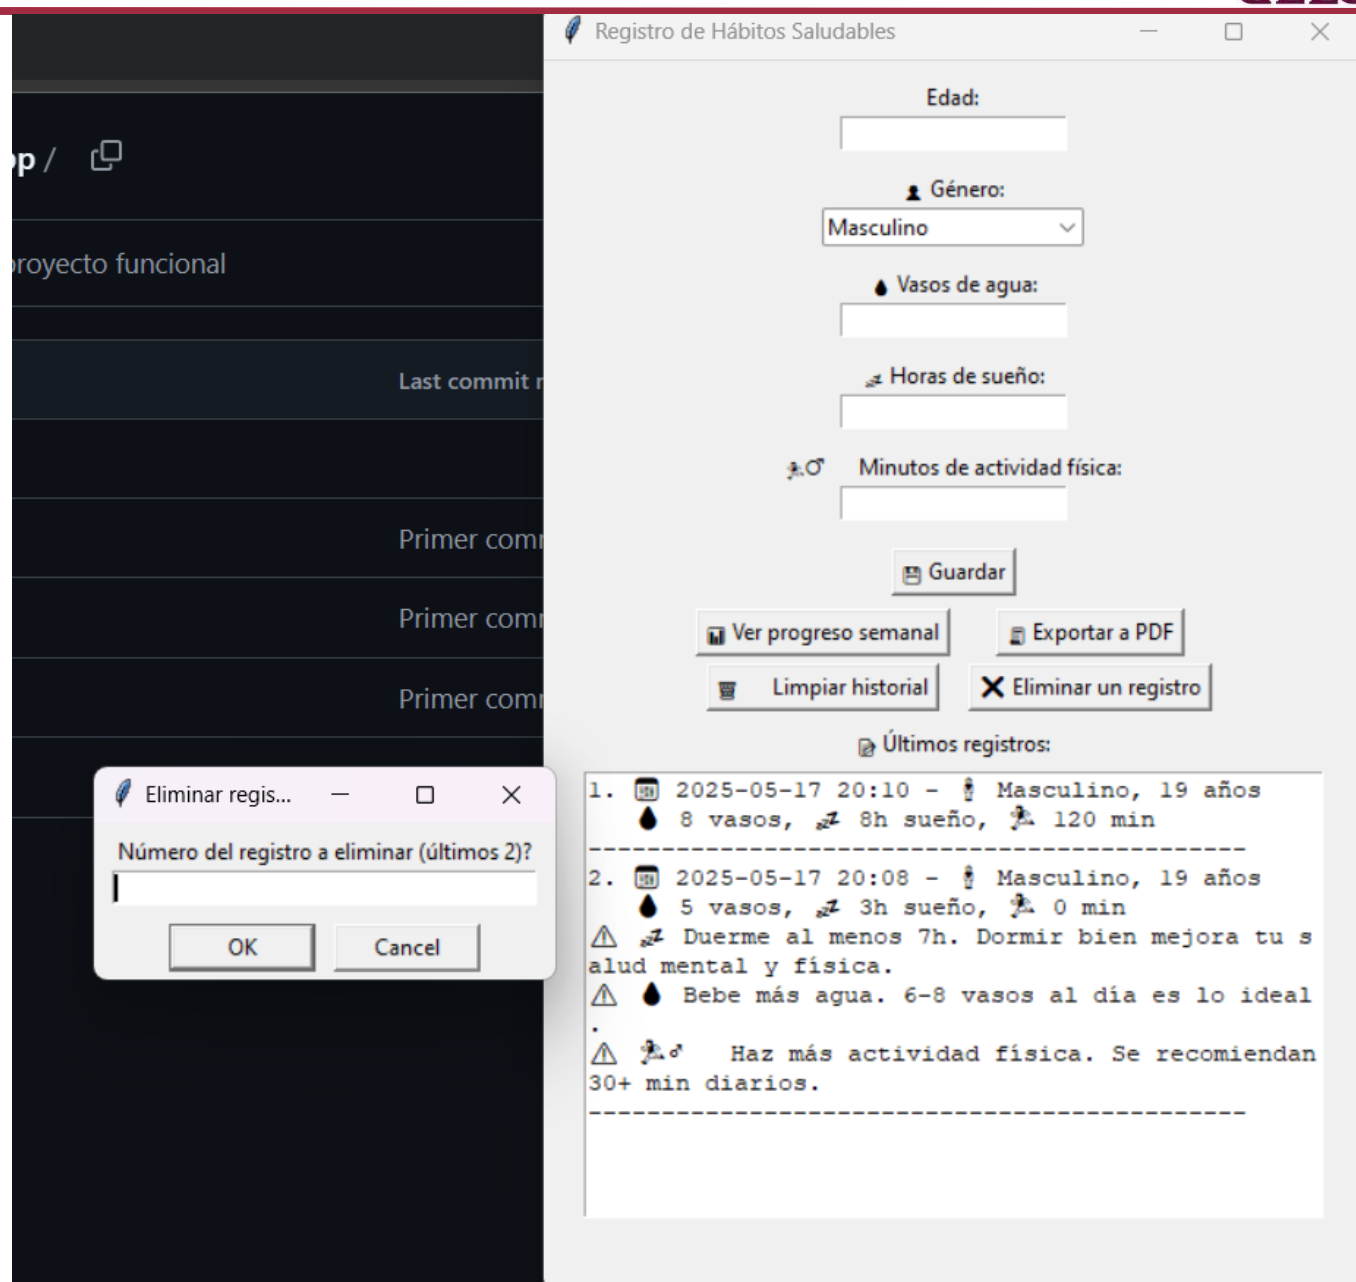 Registro de Hábitos Saludables
Edad:
Género:
Masculino
Vasos de agua:
Horas de sueño:
Minutos de actividad física:
Guardar
Ver progreso semanal
Exportar a PDF
Limpiar historial
Eliminar un registro
Últimos registros:
1. 2025-05-17 20:10 - Masculino, 19 años
8 vasos, 8h sueño, 120 min
----------------------------------------------
2. 2025-05-17 20:08 - Masculino, 19 años
5 vasos, 3h sueño, 0 min
Duerme al menos 7h. Dormir bien mejora tu s
alud mental y física.
Bebe más agua. 6-8 vasos al día es lo ideal
.
Haz más actividad física. Se recomiendan
30+ min diarios.
----------------------------------------------
/
funcional
Last commit
Primer
Primer
Primer
Eliminar regis...
Número del registro a eliminar (últimos 2)?
OK
Cancel